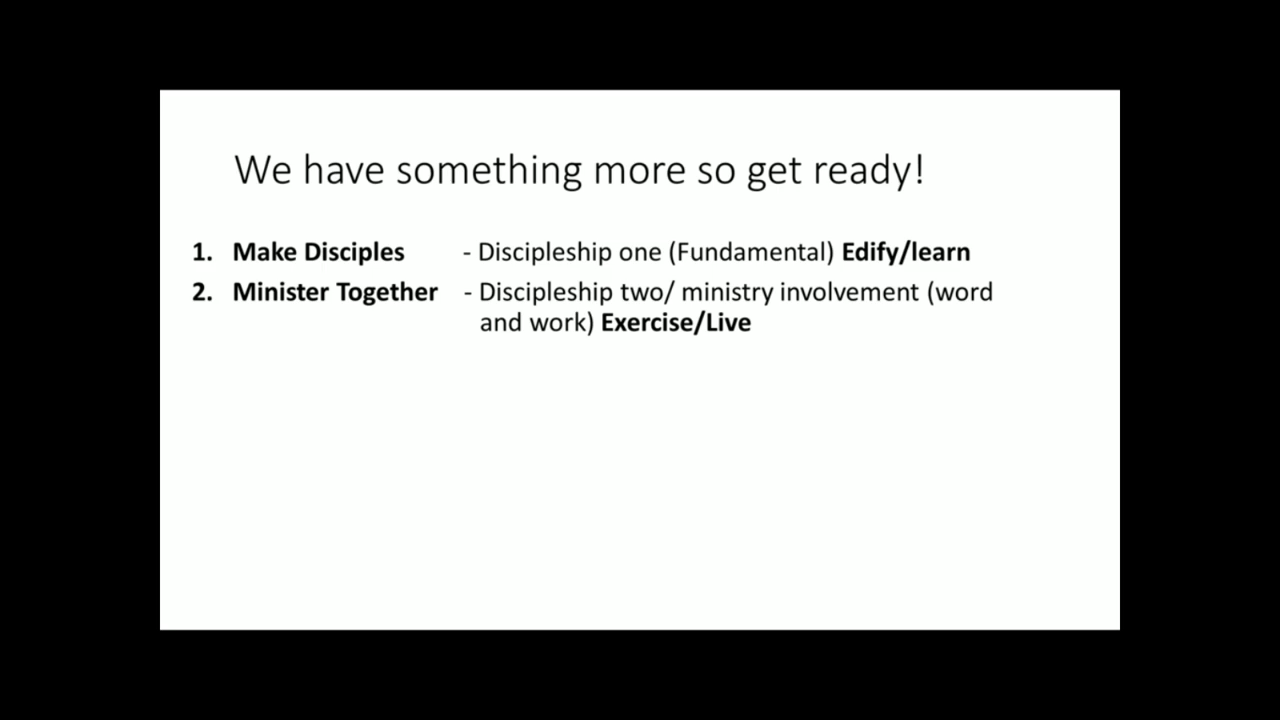 We have something more so get ready!
1. Make Disciples - Discipleship one (Fundamental) Edify/learn
2. Minister Together - Discipleship two/ ministry involvement (word
and work) Exercise/Live